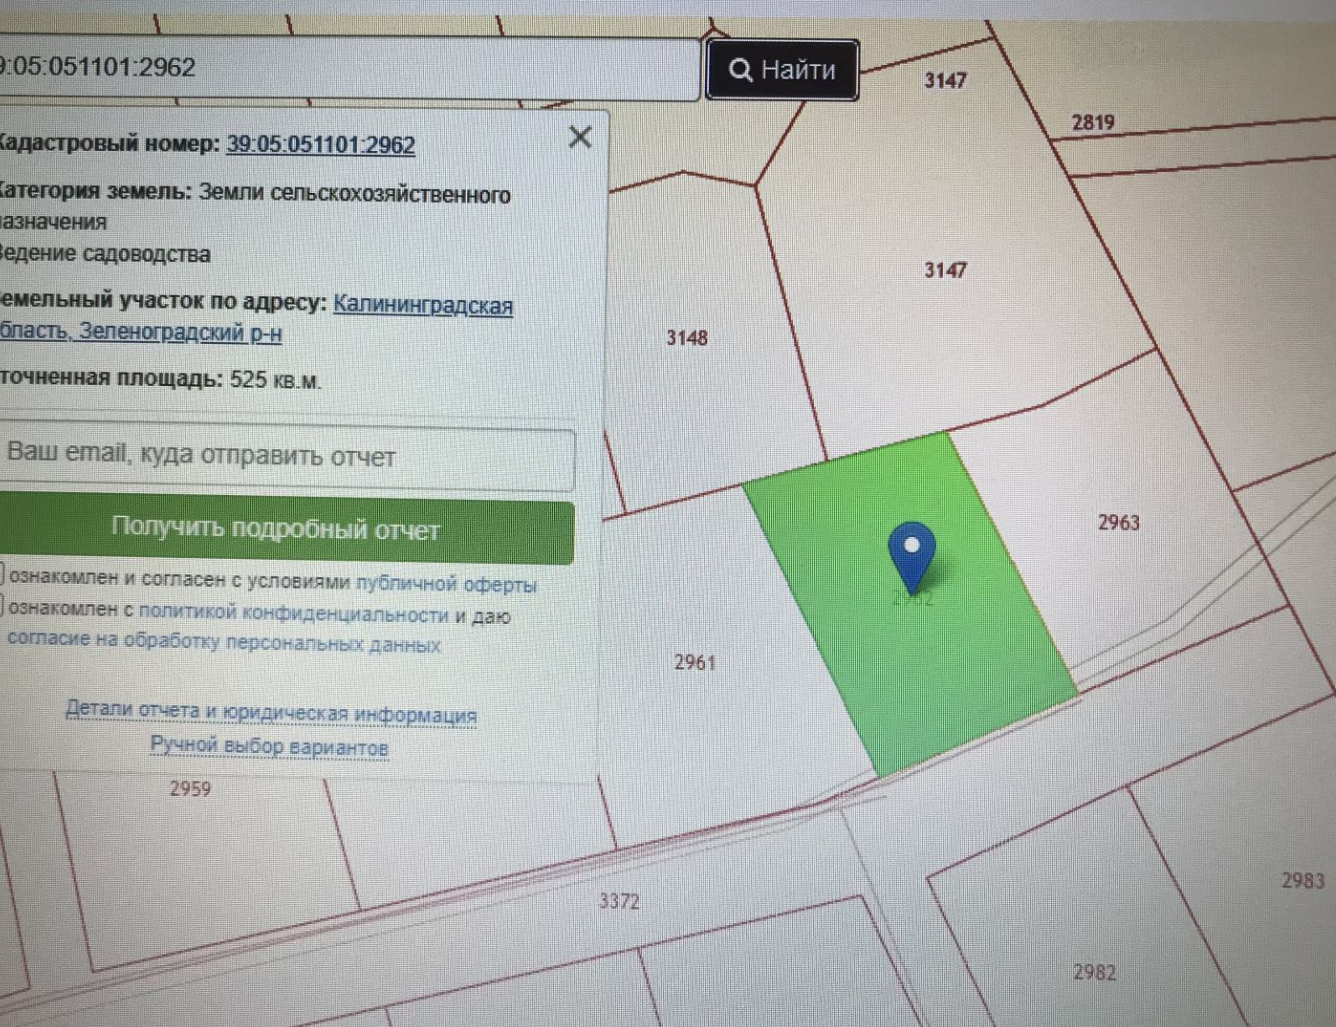 9:05:051101:2962
Найти
Кадастровый номер: 39:05:051101:2962
Категория земель: Земли сельскохозяйственного
назначения
Ведение садоводства
емельный участок по адресу: Калининградская
бласть, Зеленоградский р-н
точненная площадь: 525 кв.м.
Ваш email, куда отправить отчет
Получить подробный отчет
ознакомлен и согласен с условиями публичной оферты
ознакомлен с политикой конфиденциальности и даю
согласие на обработку персональных данных
Детали отчета и юридическая информация
Ручной выбор вариантов
3147
2819
3147
3148
2963
2962
2961
2959
3372
2983
2982